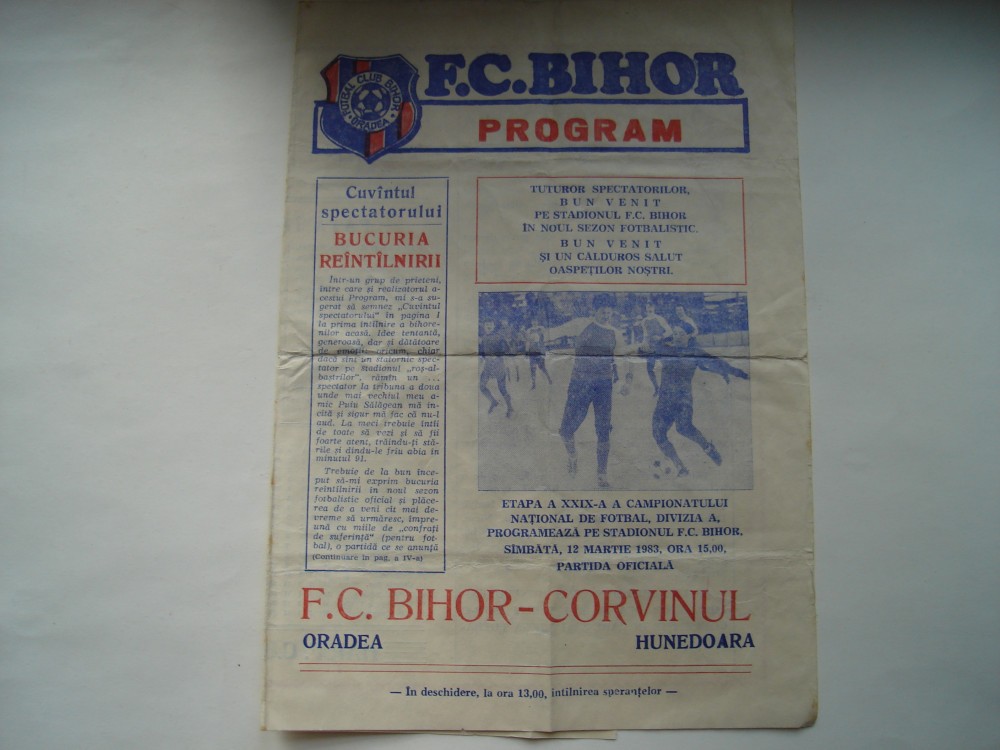 FOTBAL CLUB BIHOR
ORADEA
F.C. BIHOR
PROGRAM
Cuvîntul
spectatorului
BUCURIA
REÎNTÎLNIRII
Într-un grup de prieteni,
între care și realizatorul a-
cestui Program, mi s-a su-
gerat să semnez „Cuvîntul
spectatorului" în pagina I
la prima întîlnire a bihore-
nilor acasă. Idee tentantă,
generoasă, dar și dătătoare
de emoții oricum, chiar
dacă sînt un statornic spec-
tator pe stadionul „roș-al-
baștrilor", rămîn un ...
spectator la tribuna a doua
unde mai vechiul meu a-
mic Puiu Sălăgean mă in-
cită și sigur mă fac că nu-l
aud. La meci trebuie întîi
de toate să vezi și să fii
foarte atent, trăindu-ți stă-
rile și dîndu-le frîu abia în
minutul 91.
Trebuie de la bun înce-
put să-mi exprim bucuria
reîntîlnirii în noul sezon
fotbalistic oficial și plăce-
rea de a veni cît mai de-
vreme să urmăresc, împre-
ună cu miile de „confrați
de suferință" (pentru fot-
bal), o partidă ce se anunță
(Continuare în pag. a IV-a)
TUTUROR SPECTATORILOR,
BUN VENIT
PE STADIONUL F.C. BIHOR
ÎN NOUL SEZON FOTBALISTIC.
BUN VENIT
ȘI UN CALDUROS SALUT
OASPEȚILOR NOȘTRI.
ETAPA A XXIX-A A CAMPIONATULUI
NAȚIONAL DE FOTBAL, DIVIZIA A,
PROGRAMEAZĂ PE STADIONUL F.C. BIHOR,
SÎMBĂTĂ, 12 MARTIE 1983, ORA 15,00,
PARTIDA OFICIALĂ
F.C. BIHOR - CORVINUL
ORADEA HUNEDOARA
— În deschidere, la ora 13,00, întîlnirea speranțelor —